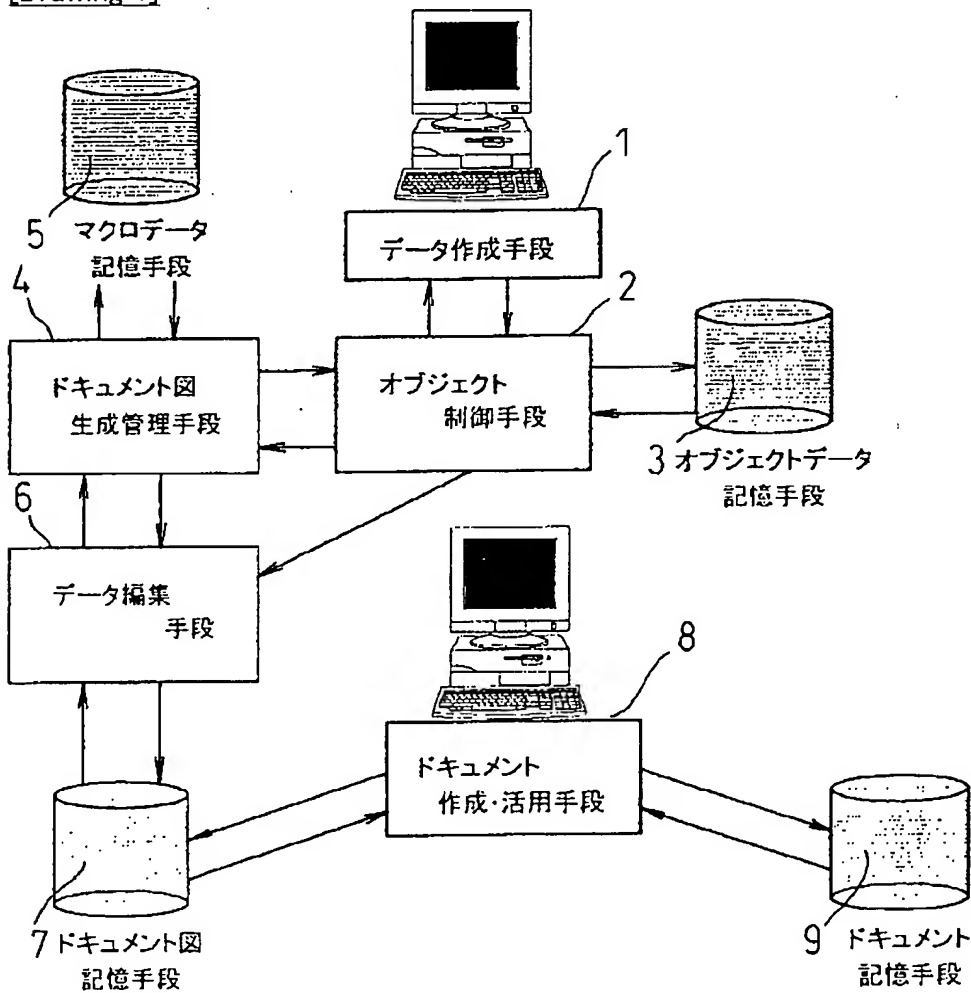 1
5
マクロデータ
記憶手段
データ作成手段
4
2
ドキュメント図
生成管理手段
オブジェクト
制御手段
3 オブジェクトデータ
記憶手段
6
データ編集
手段
8
ドキュメント
作成・活用手段
7 ドキュメント図
記憶手段
9 ドキュメント
記憶手段